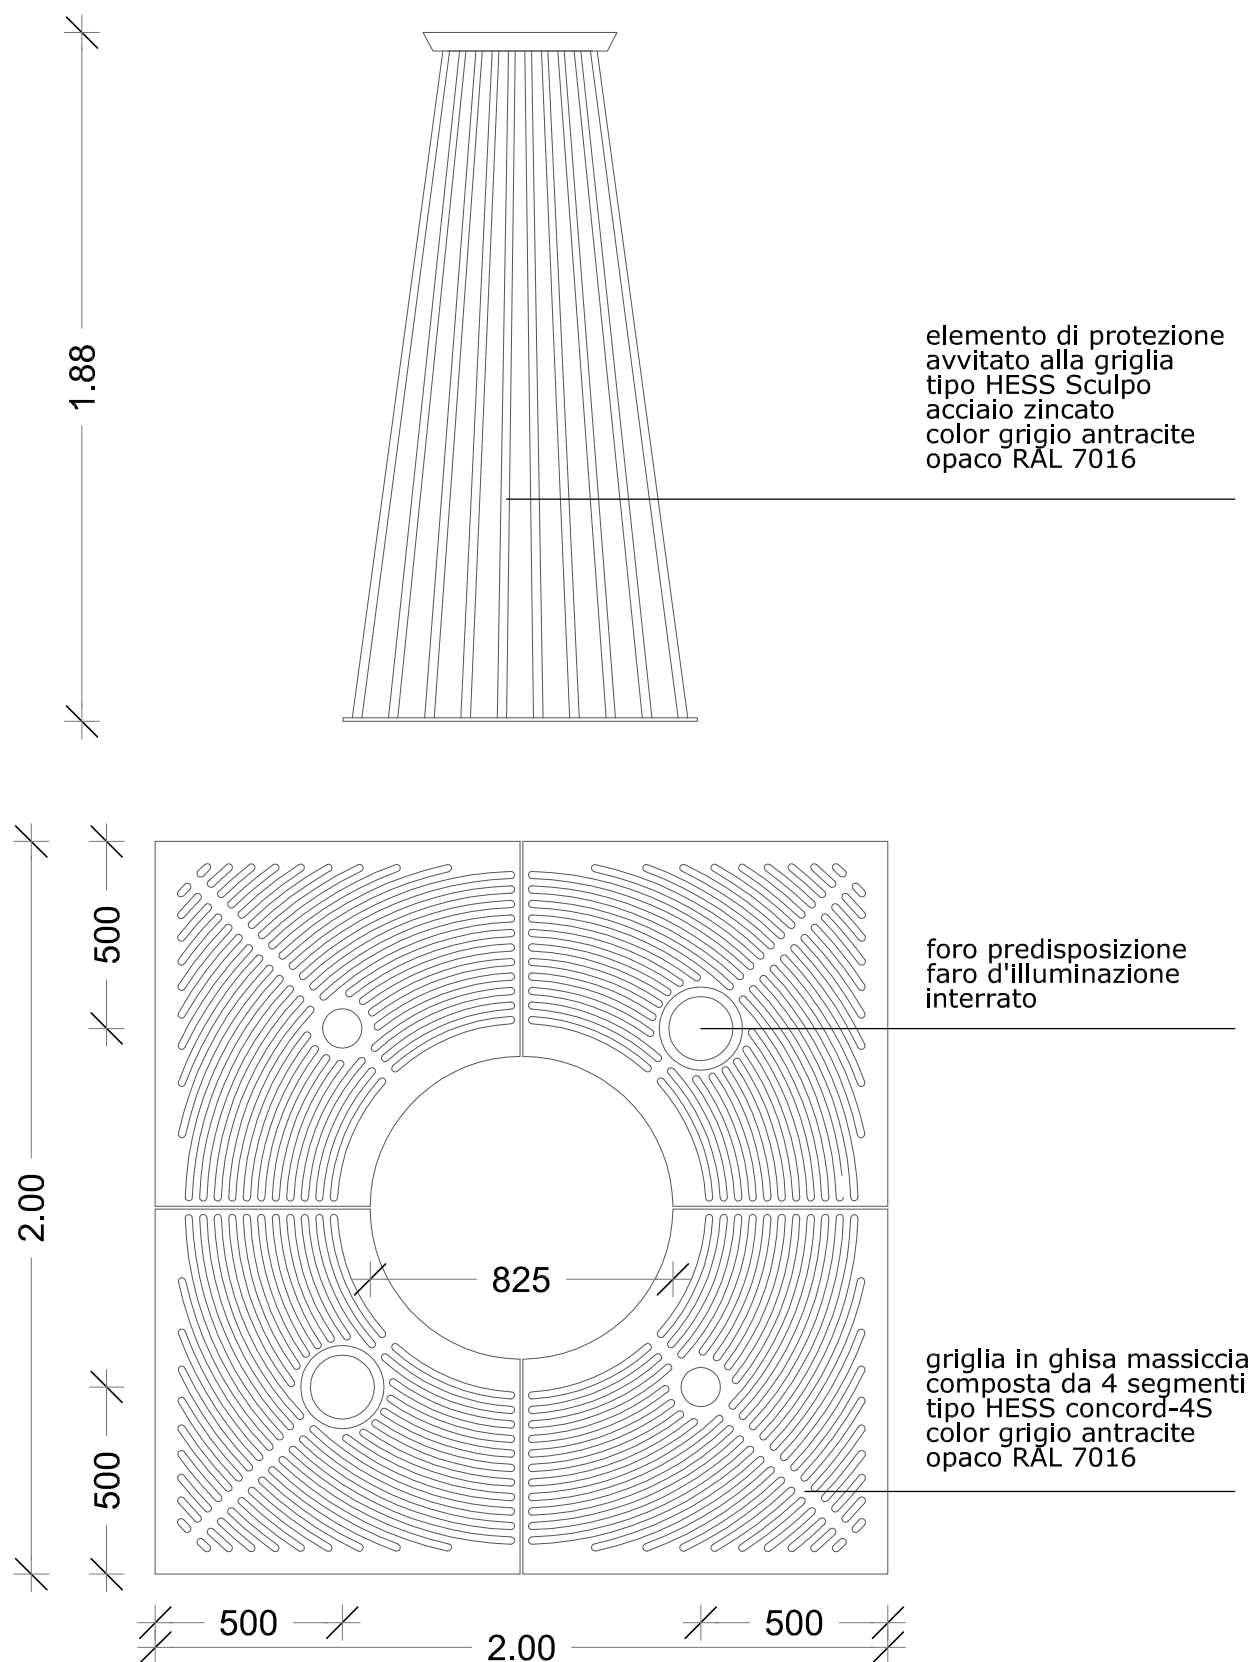 1.88
elemento di protezione
avvitato alla griglia
tipo HESS Sculpo
acciaio zincato
color grigio antracite
opaco RAL 7016
500
foro predisposizione
faro d'illuminazione
interrato
2.00
825
griglia in ghisa massiccia
composta da 4 segmenti
tipo HESS concord-4S
color grigio antracite
opaco RAL 7016
500
500
500
2.00